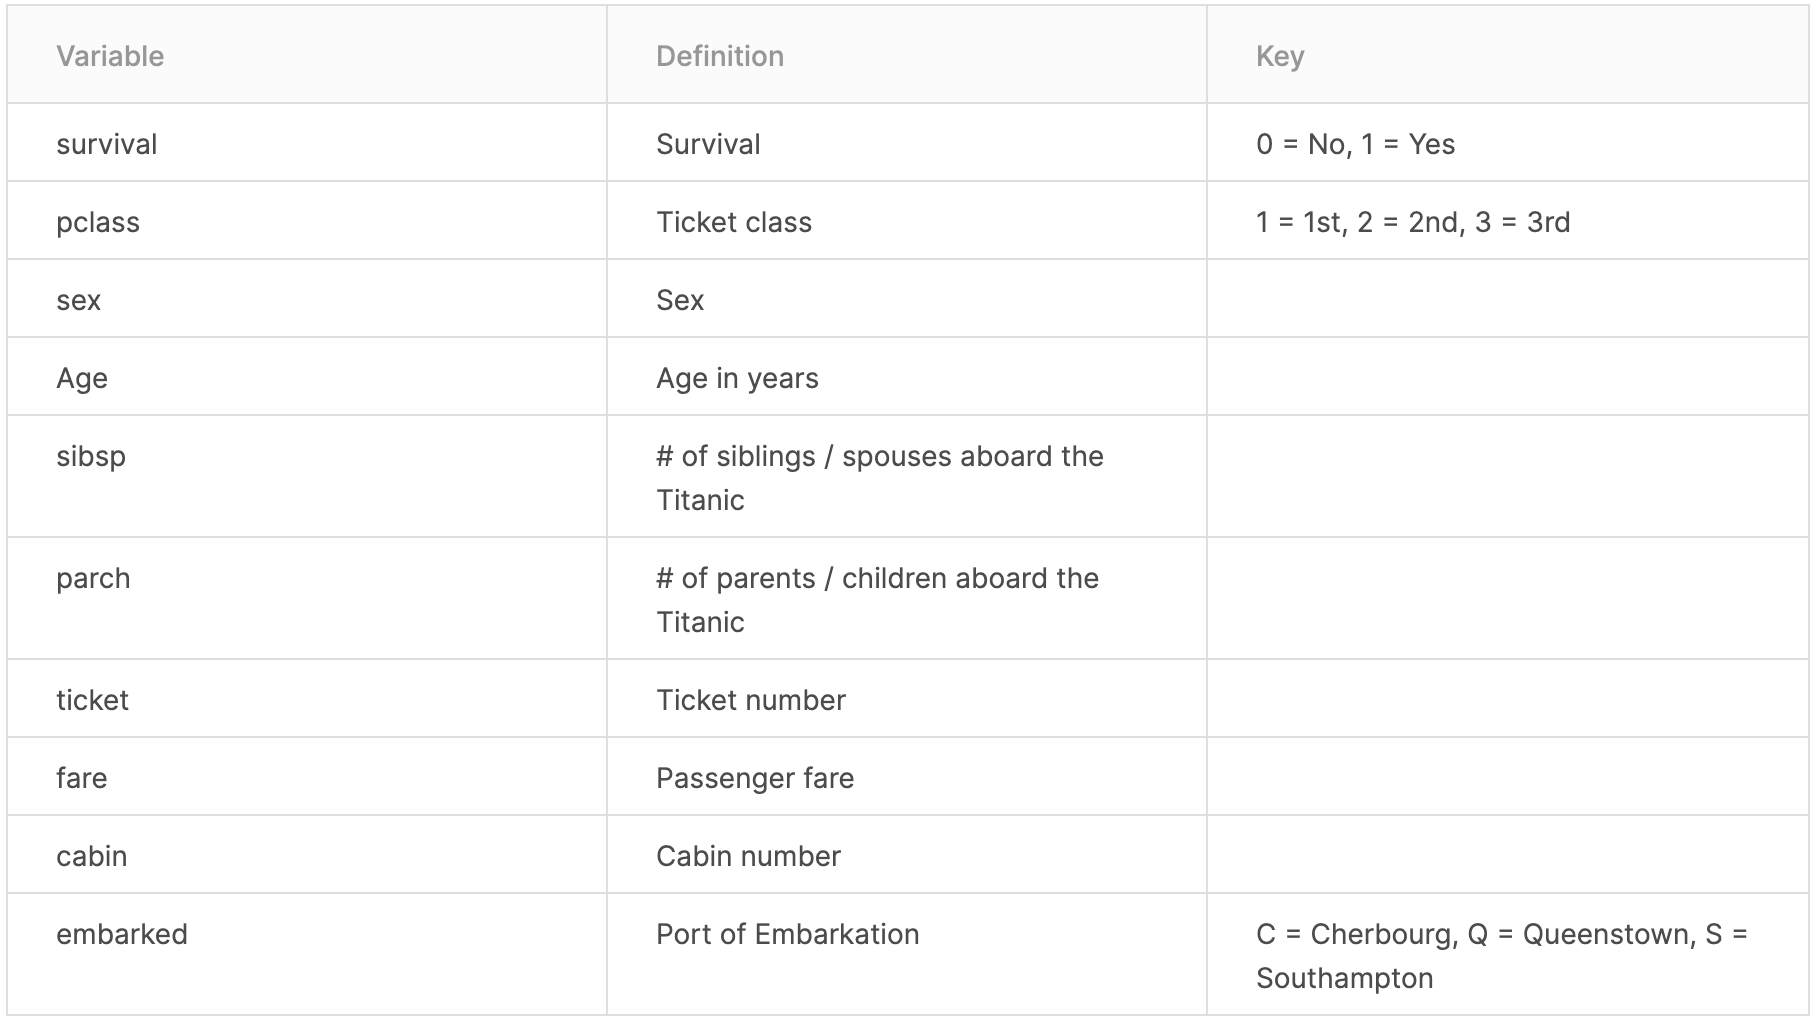 Variable Definition Key
survival Survival 0 = No, 1 = Yes
pclass Ticket class 1 = 1st, 2 = 2nd, 3 = 3rd
sex Sex
Age Age in years
sibsp # of siblings / spouses aboard the
Titanic
parch # of parents / children aboard the
Titanic
ticket Ticket number
fare Passenger fare
cabin Cabin number
embarked Port of Embarkation C = Cherbourg, Q = Queenstown, S =
Southampton